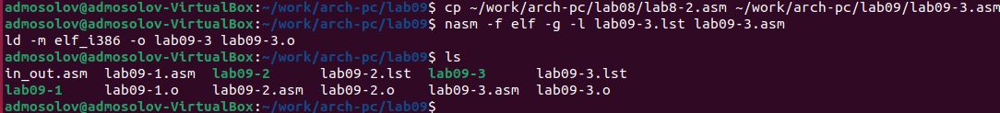 admosolov@admosolov-VirtualBox:~/work/arch-pc/lab09$ cp ~/work/arch-pc/lab08/lab8-2.asm ~/work/arch-pc/lab09/lab09-3.asm
admosolov@admosolov-VirtualBox:~/work/arch-pc/lab09$ nasm -f elf -g -l lab09-3.lst lab09-3.asm
ld -m elf_i386 -o lab09-3 lab09-3.o
admosolov@admosolov-VirtualBox:~/work/arch-pc/lab09$ ls
in_out.asm lab09-1.asm lab09-2 lab09-2.lst lab09-3 lab09-3.lst
lab09-1 lab09-1.o lab09-2.asm lab09-2.o lab09-3.asm lab09-3.o
admosolov@admosolov-VirtualBox:~/work/arch-pc/lab09$